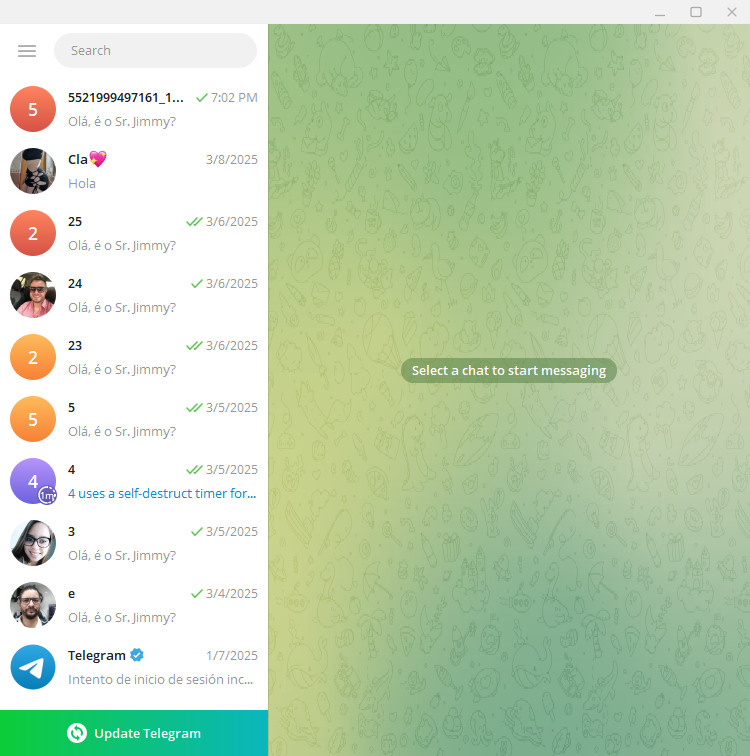 Search
5
5521999497161_1...
7:02 PM
Olá, é o Sr. Jimmy?
Cla💖
3/8/2025
Hola
2
25
3/6/2025
Olá, é o Sr. Jimmy?
24
3/6/2025
Olá, é o Sr. Jimmy?
2
23
3/6/2025
Olá, é o Sr. Jimmy?
5
5
3/5/2025
Olá, é o Sr. Jimmy?
4
1m
4
3/5/2025
4 uses a self-destruct timer for...
3
3/5/2025
Olá, é o Sr. Jimmy?
e
3/4/2025
Olá, é o Sr. Jimmy?
Telegram
1/7/2025
Intento de inicio de sesión inc...
Update Telegram
Select a chat to start messaging